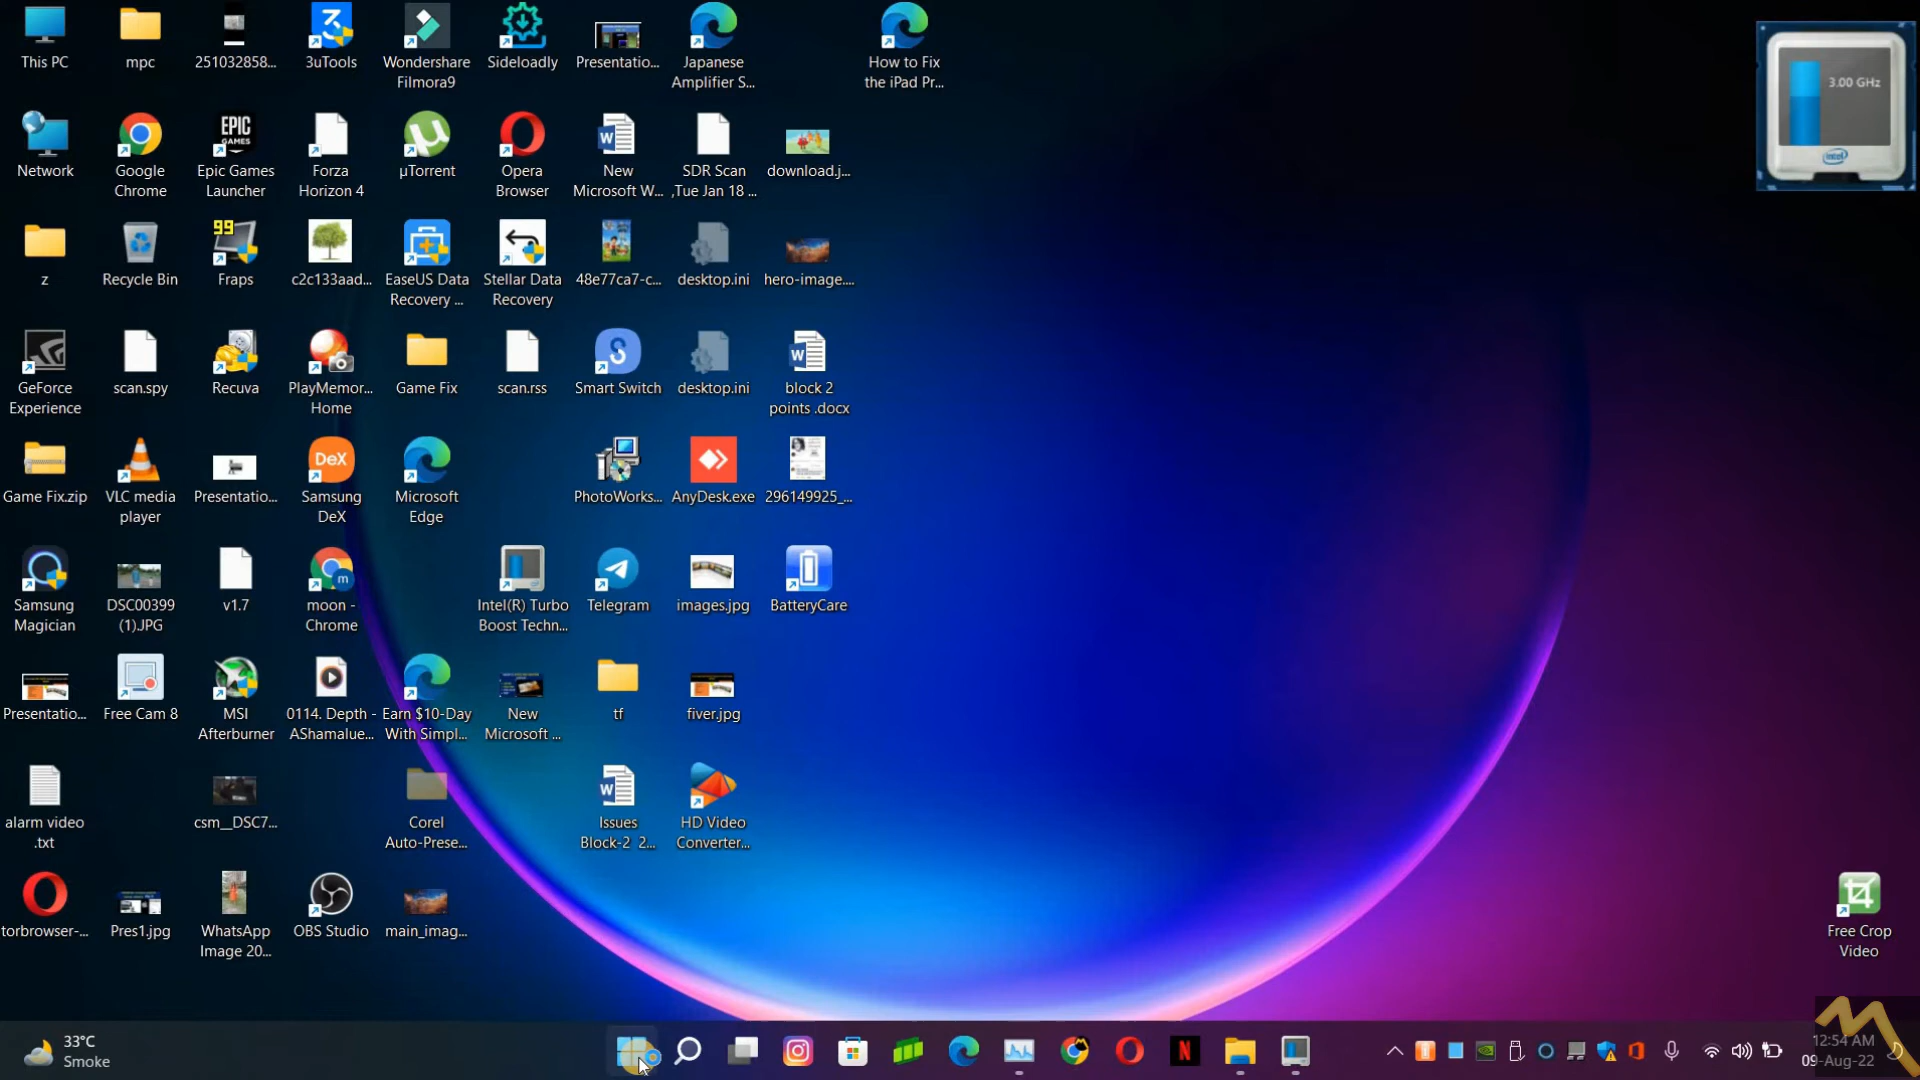 This PC
mpc
251032858...
3uTools
Wondershare
Filmora9
Sideloadly
Presentatio...
Japanese
Amplifier S...
How to Fix
the iPad Pr...
3.00 GHz
intel
Network
Google
Chrome
EPIC
GAMES
Epic Games
Launcher
Forza
Horizon 4
µTorrent
Opera
Browser
New
Microsoft W...
SDR Scan
,Tue Jan 18 ...
download.j...
z
Recycle Bin
99
Fraps
c2c133aad...
EaseUS Data
Recovery ...
Stellar Data
Recovery
48e77ca7-c...
desktop.ini
hero-image....
GeForce
Experience
scan.spy
Recuva
PlayMemor...
Home
Game Fix
scan.rss
Smart Switch
desktop.ini
block 2
points .docx
Game Fix.zip
VLC media
player
Presentatio...
DeX
Samsung
DeX
Microsoft
Edge
PhotoWorks...
AnyDesk.exe
296149925_...
Samsung
Magician
DSC00399
(1).JPG
v1.7
m
moon -
Chrome
Intel(R) Turbo
Boost Techn...
Telegram
images.jpg
BatteryCare
Presentatio...
Free Cam 8
MSI
Afterburner
0114. Depth -
AShamalue...
Earn $10-Day
With Simpl...
New
Microsoft ...
tf
fiver.jpg
alarm video
.txt
csm__DSC7...
Corel
Auto-Prese...
Issues
Block-2 2...
HD Video
Converter...
torbrowser-...
Pres1.jpg
WhatsApp
Image 20...
OBS Studio
main_imag...
Free Crop
Video
33°C
Smoke
12:54 AM
09-Aug-22